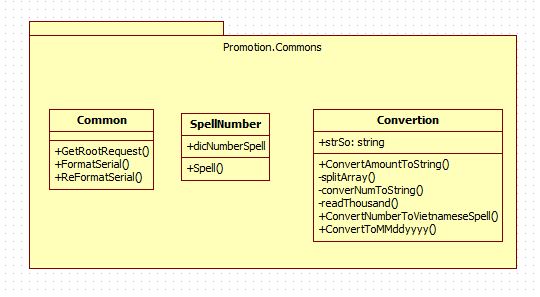 Promotion.Commons
Common
+GetRootRequest()
+FormatSerial()
+ReFormatSerial()
SpellNumber
+dicNumberSpell
+Spell()
Convertion
+strSo: string
+ConvertAmountToString()
-splitArray()
-converNumToString()
-readThousand()
+ConvertNumberToVietnameseSpell()
+ConvertToMMddyyyy()